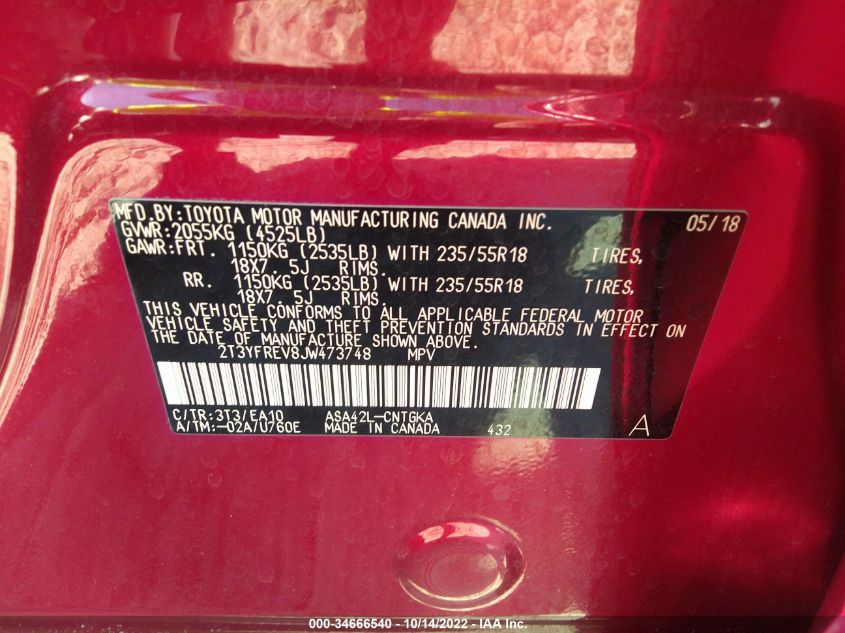 MFD.BY:TOYOTA MOTOR MANUFACTURING CANADA INC. 05/18
GVWR:2055KG (4525LB)
GAWR:FRT. 1150KG (2535LB) WITH 235/55R18 TIRES,
18X7. 5J RIMS.
RR. 1150KG (2535LB) WITH 235/55R18 TIRES,
18X7. 5J RIMS.
THIS VEHICLE CONFORMS TO ALL APPLICABLE FEDERAL MOTOR
VEHICLE SAFETY AND THEFT PREVENTION STANDARDS IN EFFECT ON
THE DATE OF MANUFACTURE SHOWN ABOVE.
2T3YFREV8JW473748 MPV
C/TR:3T3/EA10 ASA42L-CNTGKA
A/TM:-02A/U760E MADE IN CANADA 432 A
000-34666540 - 10/14/2022 - IAA Inc.